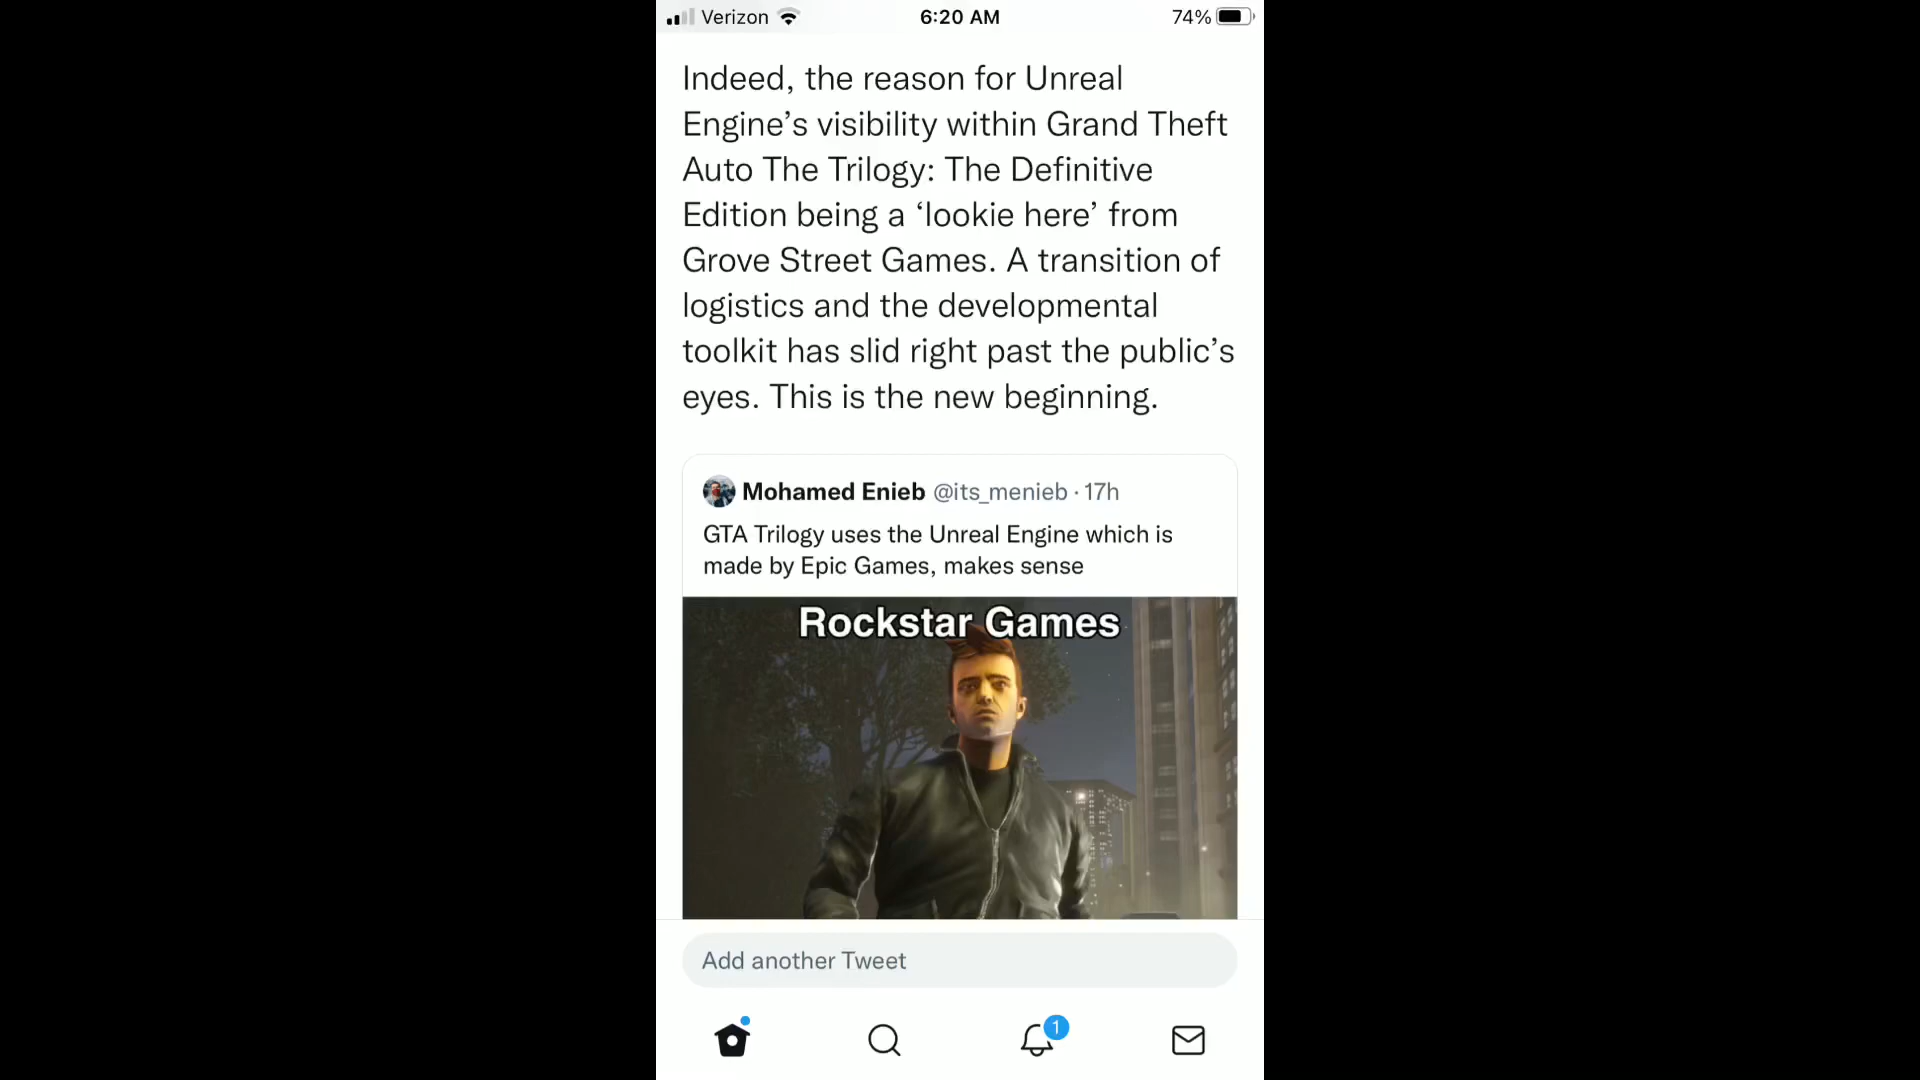 Verizon 6:20 AM 74%
Indeed, the reason for Unreal
Engine’s visibility within Grand Theft
Auto The Trilogy: The Definitive
Edition being a ‘lookie here’ from
Grove Street Games. A transition of
logistics and the developmental
toolkit has slid right past the public’s
eyes. This is the new beginning.
Mohamed Enieb @its_menieb · 17h
GTA Trilogy uses the Unreal Engine which is
made by Epic Games, makes sense
Rockstar Games
Add another Tweet
1